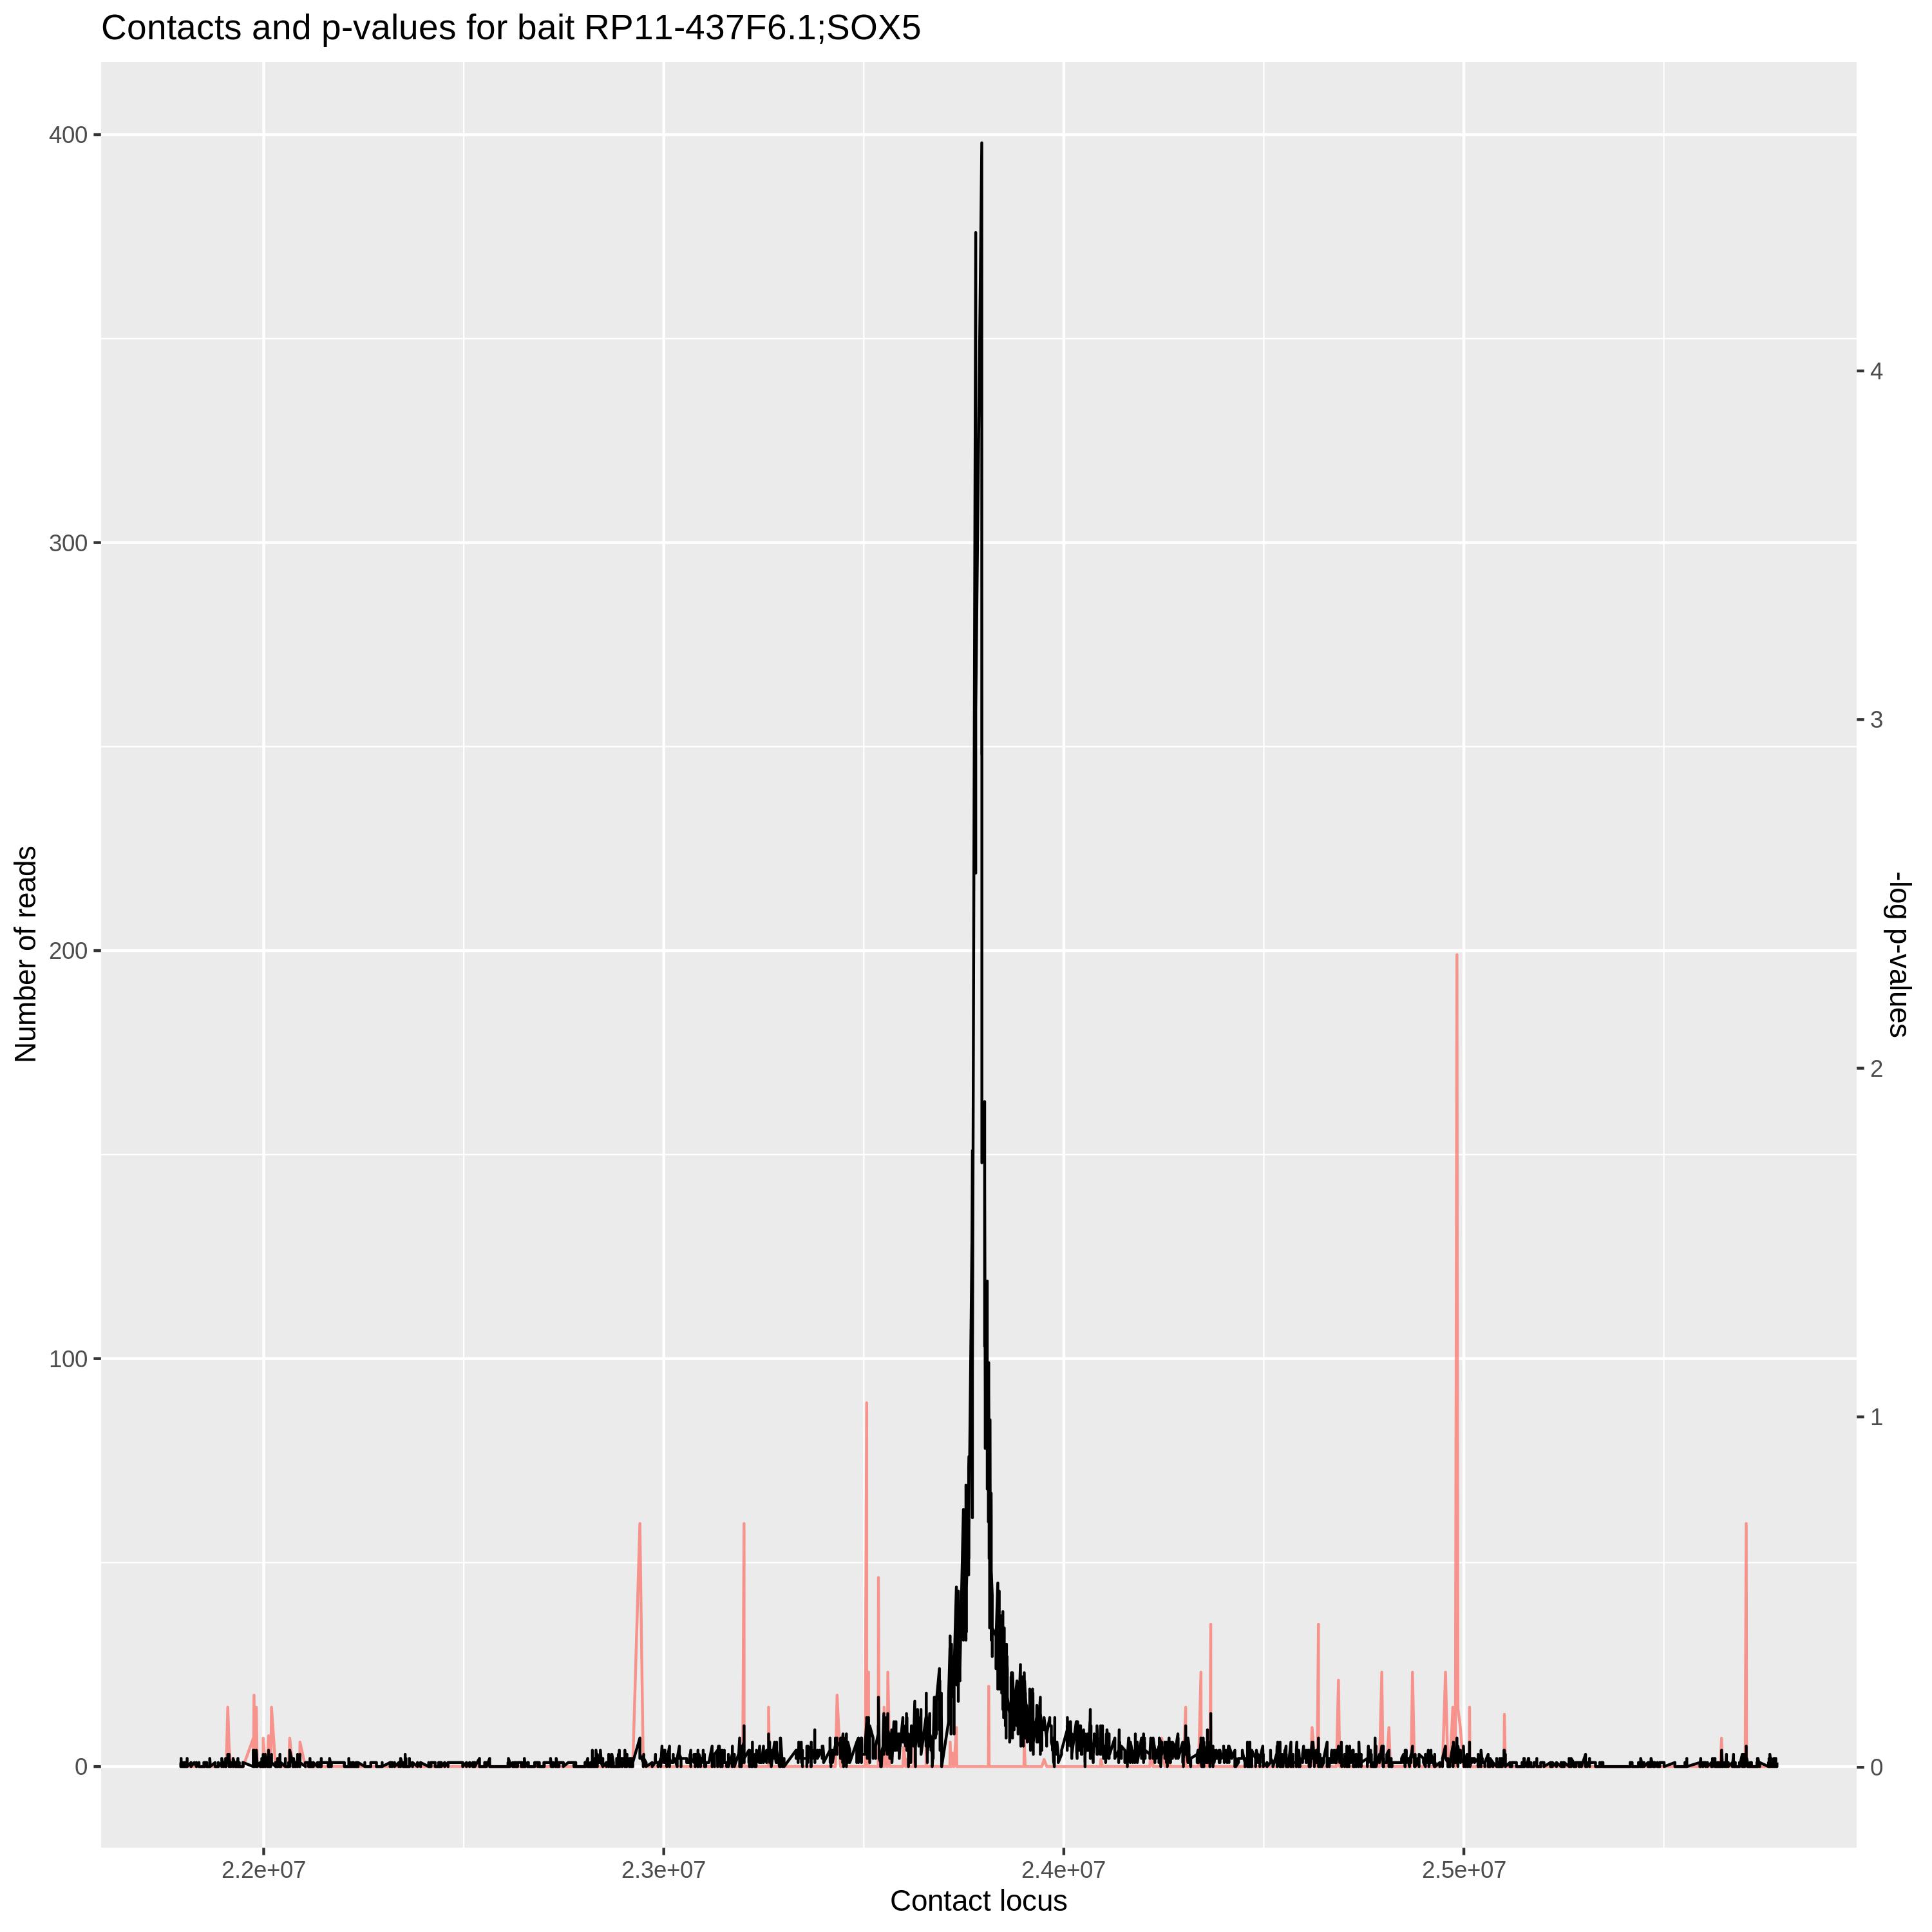 Contacts and p-values for bait RP11-437F6.1;SOX5
400
300
200
100
0
Number of reads
4
3
2
1
0
-log p-values
2.2e+07
2.3e+07
2.4e+07
2.5e+07
Contact locus